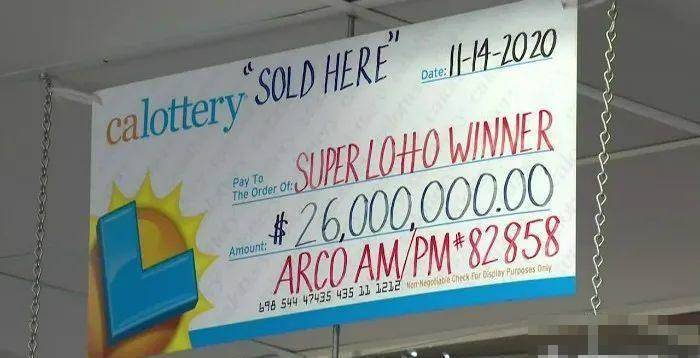 "SOLD HERE"
Date: 11-14-2020
calottery
Pay To
The Order Of: SUPER LOTTO WINNER
Amount: $ 26,000,000.00
ARCO AM/PM #82858
698 544 47435 435 11 1212 Non-Negotiable Check For Display Purposes Only